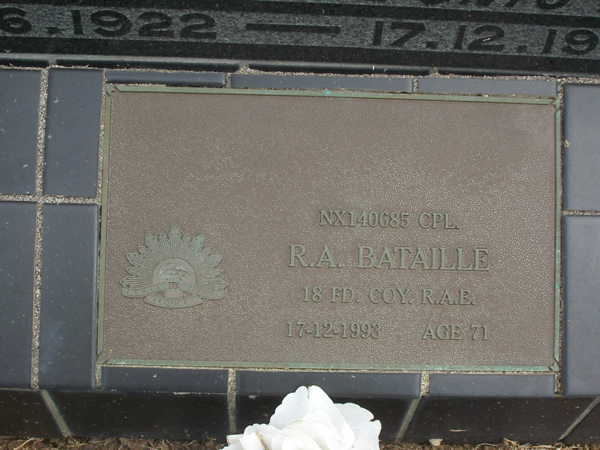 6.1922 — 17.12.19
NX140685 CPL.
R.A. BATAILLE
18 FD. COY. R.A.E.
17-12-1993 AGE 71